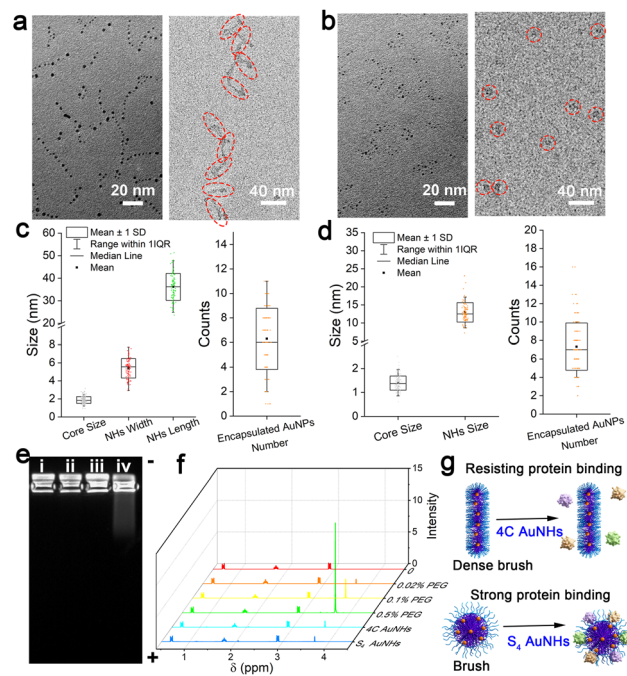 a
20 nm
40 nm
b
20 nm
40 nm
c
Mean ± 1 SD
Range within 1IQR
Median Line
Mean
Size (nm)
60
50
40
30
20
10
8
6
4
2
0
Core Size
NHs Width
NHs Length
Counts
14
12
10
8
6
4
2
0
Encapsulated AuNPs
Number
d
Mean ± 1 SD
Range within 1IQR
Median Line
Mean
Size (nm)
35
30
25
20
15
10
5
2
1
0
Core Size
NHs Size
Counts
20
18
16
14
12
10
8
6
4
2
0
Encapsulated AuNPs
Number
e
i ii iii iv
-
+
f
15
10
5
0
Intensity
0
0.02% PEG
0.1% PEG
0.5% PEG
4C AuNHs
S4 AuNHs
1 2 3 4
δ (ppm)
g
Resisting protein binding
4C AuNHs
Dense brush
Strong protein binding
S4 AuNHs
Brush